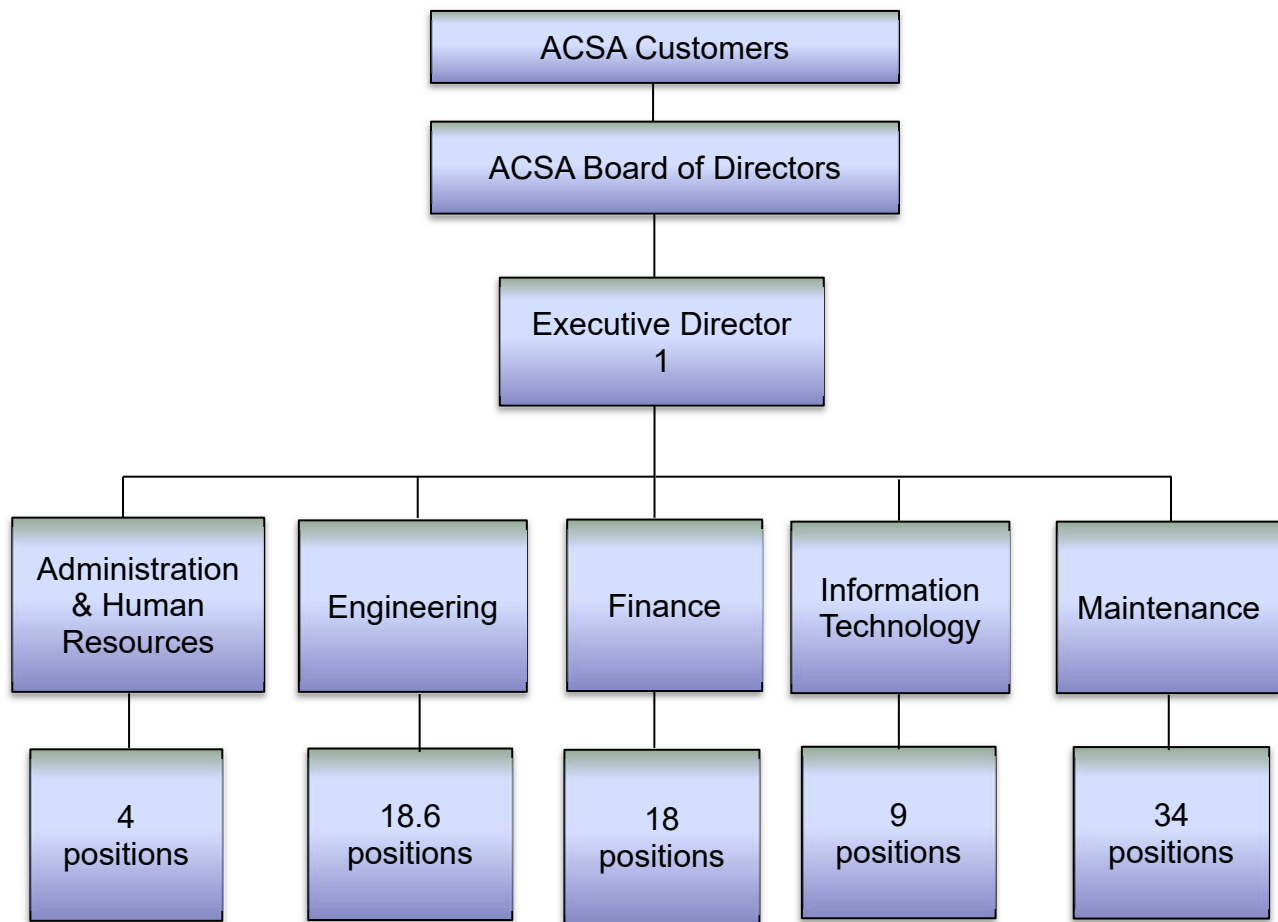 ACSA Customers
ACSA Board of Directors
Executive Director
1
Administration
& Human
Resources
Engineering
Finance
Information
Technology
Maintenance
4
positions
18.6
positions
18
positions
9
positions
34
positions